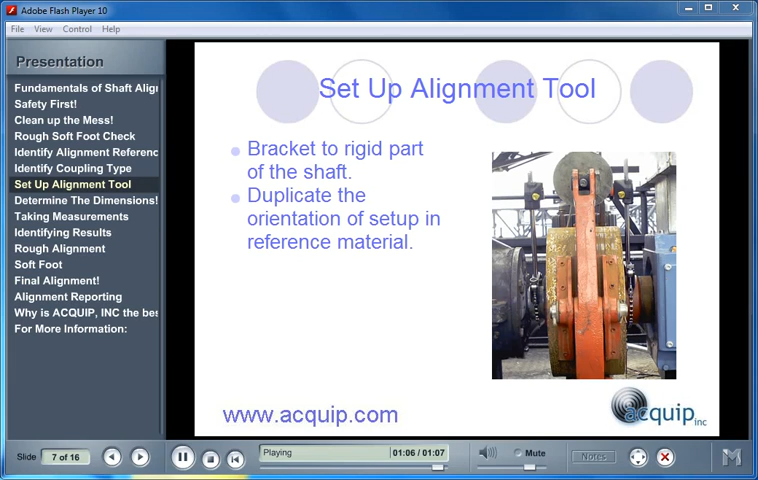 Adobe Flash Player 10
File View Control Help
Presentation
Fundamentals of Shaft Alig
Safety First!
Clean up the Mess!
Rough Soft Foot Check
Identify Alignment Referenc
Identify Coupling Type
Set Up Alignment Tool
Determine The Dimensions!
Taking Measurements
Identifying Results
Rough Alignment
Soft Foot
Final Alignment!
Alignment Reporting
Why is ACQUIP, INC the bes
For More Information:
Set Up Alignment Tool
Bracket to rigid part
of the shaft.
Duplicate the
orientation of setup in
reference material.
www.acquip.com
acquip inc
Slide 7 of 16 Playing 01:06 / 01:07 Mute Notes